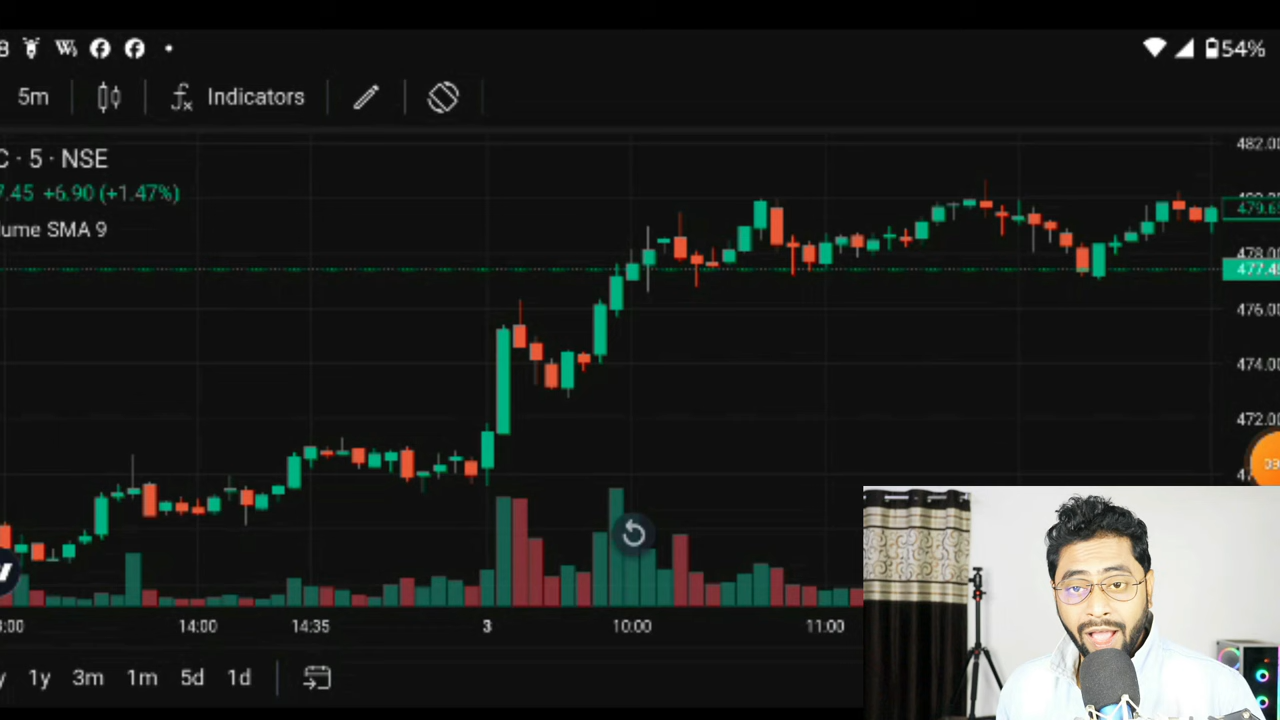 54%
5m
Indicators
C · 5 · NSE
7.45 +6.90 (+1.47%)
ume SMA 9
482.00
479.6
478.00
477.4
476.00
474.00
472.00
14:00 14:35 3 10:00 11:00
1y 3m 1m 5d 1d